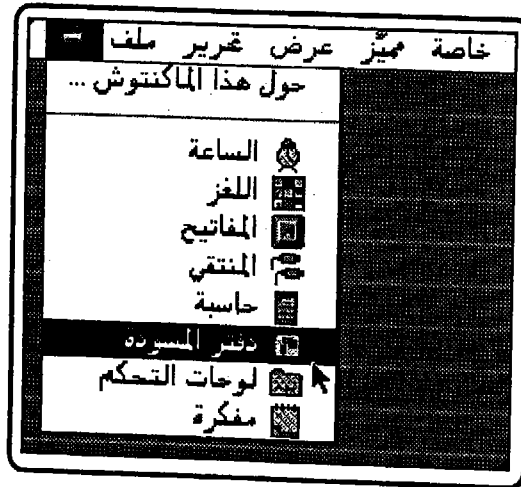 خاصة مميّز عرض تحرير ملف
حول هذا الماكنتوش ...
الساعة
اللغز
المفاتيح
المنتقي
حاسبة
دفتر المسودة
لوحات التحكم
مفكرة